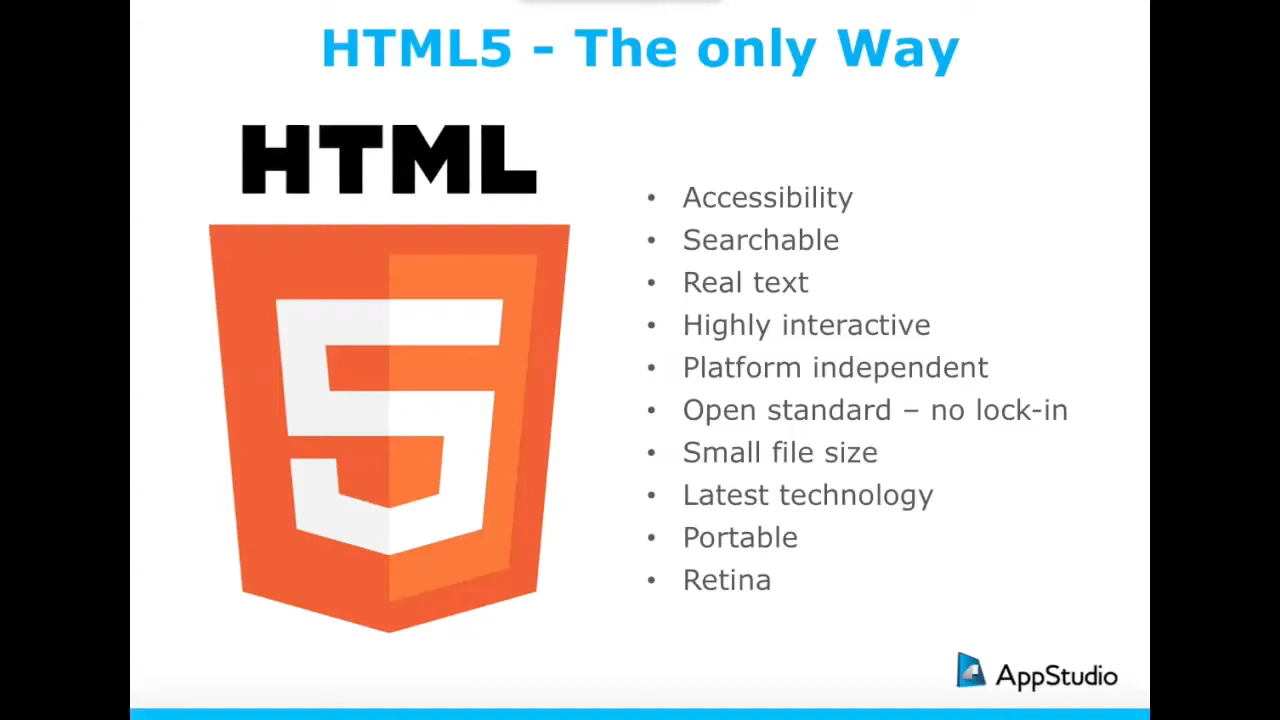 HTML5 - The only Way
HTML
5
• Accessibility
• Searchable
• Real text
• Highly interactive
• Platform independent
• Open standard – no lock-in
• Small file size
• Latest technology
• Portable
• Retina
AppStudio